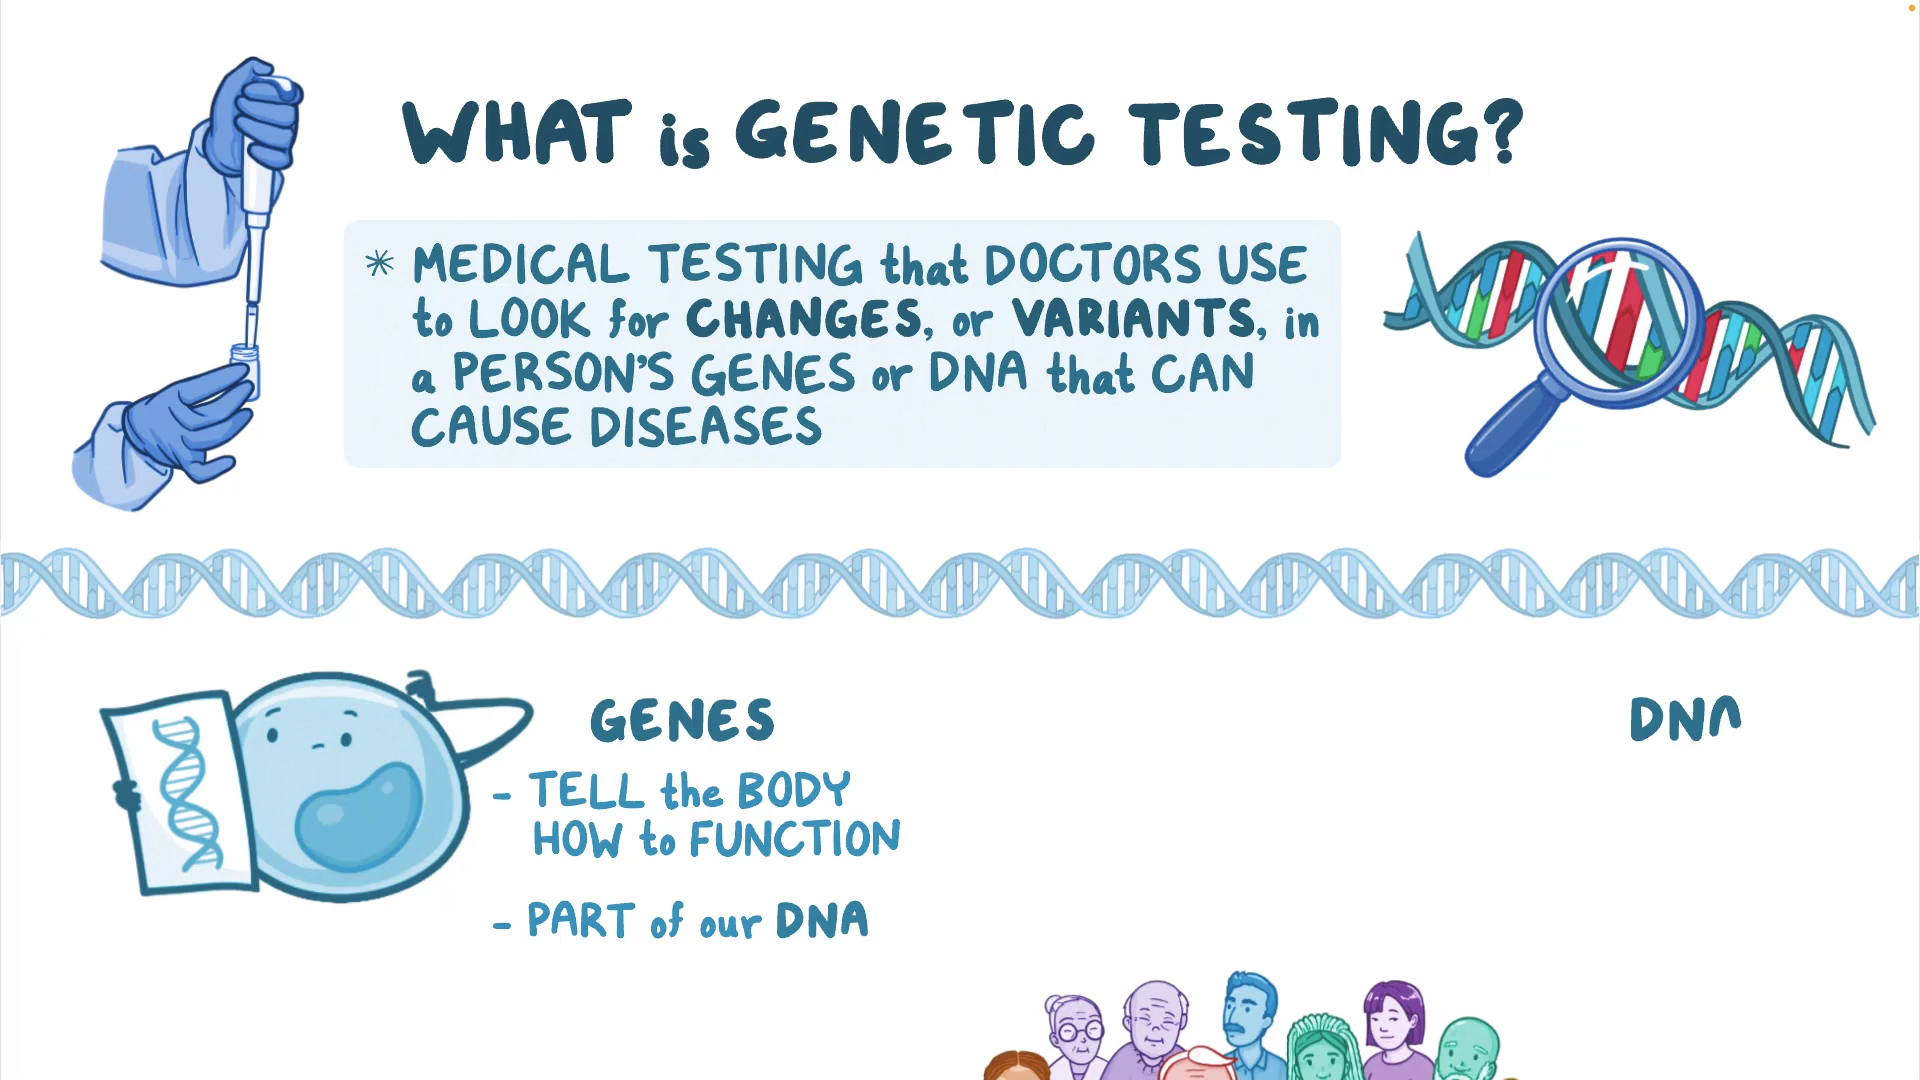 WHAT is GENETIC TESTING?
* MEDICAL TESTING that DOCTORS USE
to LOOK for CHANGES, or VARIANTS, in
a PERSON'S GENES or DNA that CAN
CAUSE DISEASES
GENES
- TELL the BODY
HOW to FUNCTION
- PART of our DNA
DNA